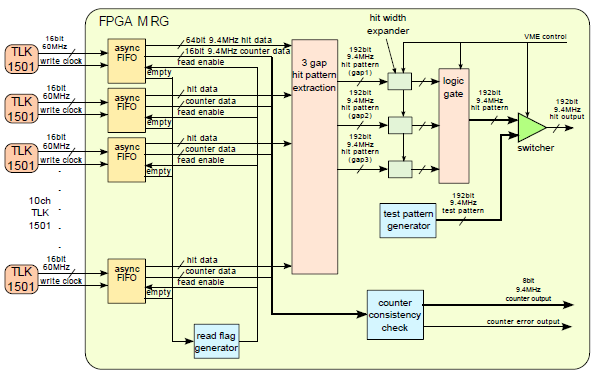 FPGA MRG
hit width
expander
16bit
60MHz
TLK
1501
write clock
async
FIFO
64bit 9.4MHz hit data
16bit 9.4MHz counter data
read enable
empty
3 gap
hit pattern
extraction
192bit
9.4MHz
hit pattern
(gap1)
VME control
logic
gate
16bit
60MHz
TLK
1501
write clock
async
FIFO
hit data
counter data
read enable
empty
192bit
9.4MHz
hit pattern
(gap2)
192bit
9.4MHz
hit pattern
192bit
9.4MHz
hit output
switcher
16bit
60MHz
TLK
1501
write clock
async
FIFO
hit data
counter data
read enable
empty
192bit
9.4MHz
hit pattern
(gap3)
10ch
TLK
1501
test pattern
generator
192bit
9.4MHz
test pattern
16bit
60MHz
TLK
1501
write clock
async
FIFO
hit data
counter data
read enable
empty
read flag
generator
counter
consistency
check
8bit
9.4MHz
counter output
counter error output